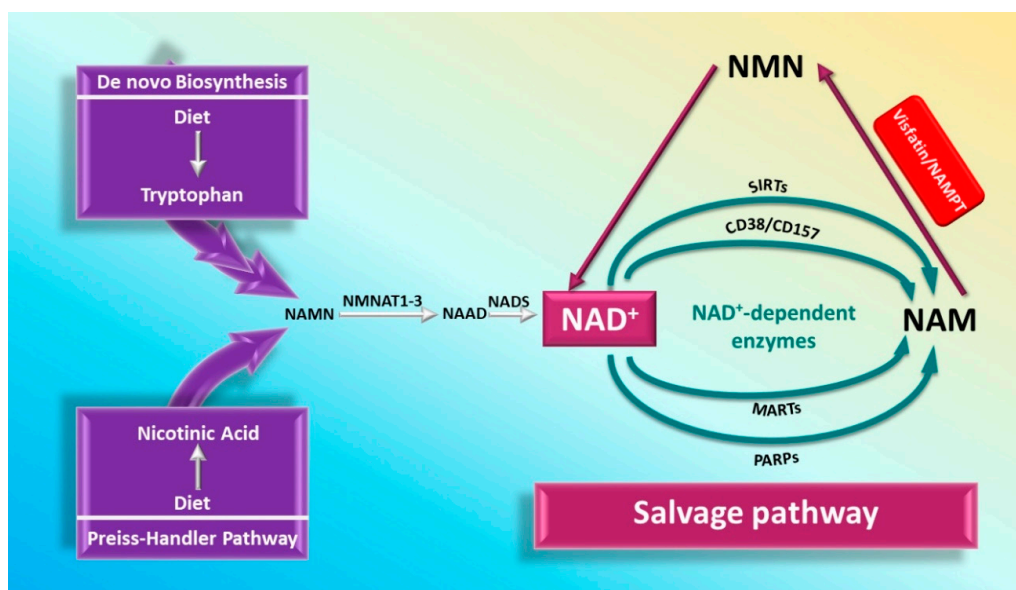 De novo Biosynthesis
Diet
Tryptophan
NAMN
NMNAT1-3
NAAD
NADS
Nicotinic Acid
Diet
Preiss-Handler Pathway
NMN
Visfatin/NAMPT
SIRTs
CD38/CD157
NAD⁺
NAD⁺-dependent
enzymes
NAM
MARTs
PARPs
Salvage pathway